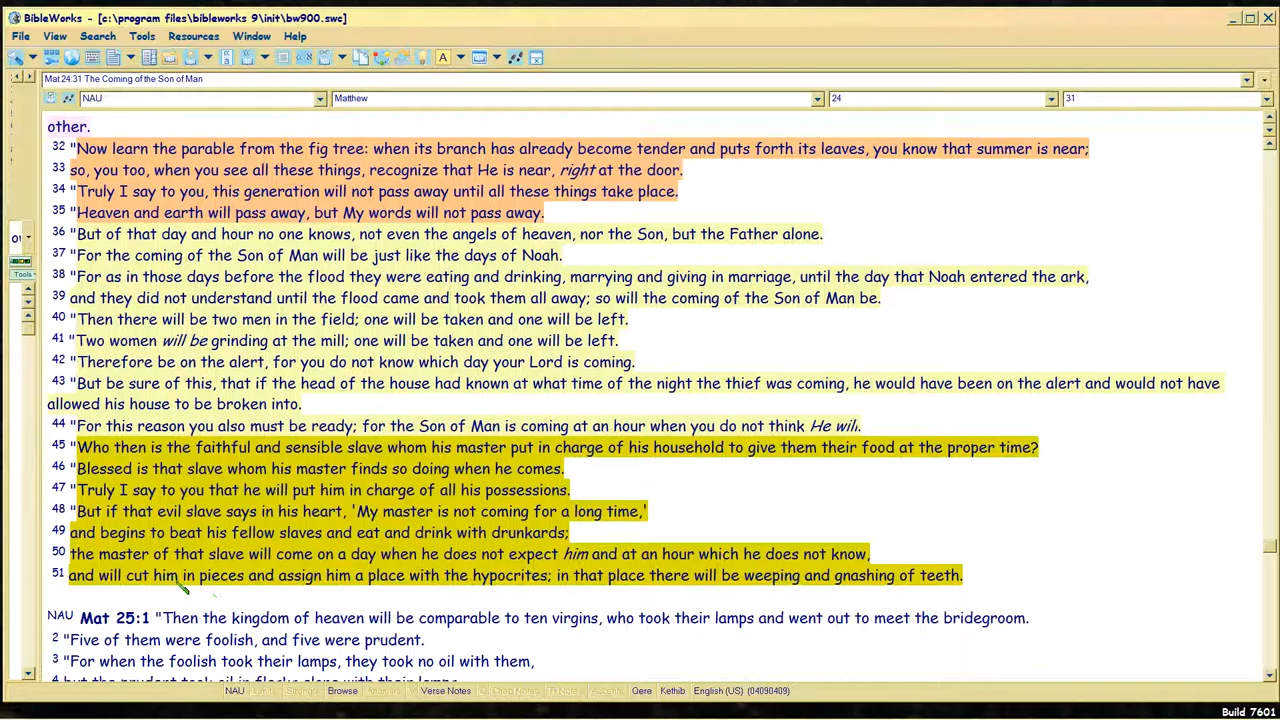 BibleWorks - [c:\program files\bibleworks 9\init\bw900.swc]
File View Search Tools Resources Window Help
A
Mat 24:31 The Coming of the Son of Man
NAU Matthew 24 31
other.
32 "Now learn the parable from the fig tree: when its branch has already become tender and puts forth its leaves, you know that summer is near;
33 so, you too, when you see all these things, recognize that He is near, right at the door.
34 "Truly I say to you, this generation will not pass away until all these things take place.
35 "Heaven and earth will pass away, but My words will not pass away.
36 "But of that day and hour no one knows, not even the angels of heaven, nor the Son, but the Father alone.
37 "For the coming of the Son of Man will be just like the days of Noah.
38 "For as in those days before the flood they were eating and drinking, marrying and giving in marriage, until the day that Noah entered the ark,
39 and they did not understand until the flood came and took them all away; so will the coming of the Son of Man be.
40 "Then there will be two men in the field; one will be taken and one will be left.
41 "Two women will be grinding at the mill; one will be taken and one will be left.
42 "Therefore be on the alert, for you do not know which day your Lord is coming.
43 "But be sure of this, that if the head of the house had known at what time of the night the thief was coming, he would have been on the alert and would not have
allowed his house to be broken into.
44 "For this reason you also must be ready; for the Son of Man is coming at an hour when you do not think He will.
45 "Who then is the faithful and sensible slave whom his master put in charge of his household to give them their food at the proper time?
46 "Blessed is that slave whom his master finds so doing when he comes.
47 "Truly I say to you that he will put him in charge of all his possessions.
48 "But if that evil slave says in his heart, 'My master is not coming for a long time,'
49 and begins to beat his fellow slaves and eat and drink with drunkards;
50 the master of that slave will come on a day when he does not expect him and at an hour which he does not know,
51 and will cut him in pieces and assign him a place with the hypocrites; in that place there will be weeping and gnashing of teeth.
NAU Mat 25:1 "Then the kingdom of heaven will be comparable to ten virgins, who took their lamps and went out to meet the bridegroom.
2 "Five of them were foolish, and five were prudent.
3 "For when the foolish took their lamps, they took no oil with them,
4 but the prudent took oil in flasks along with their lamps.
Tools
NAU Browse Verse Notes Qere Kethib English (US) (04090409)
Build 7601